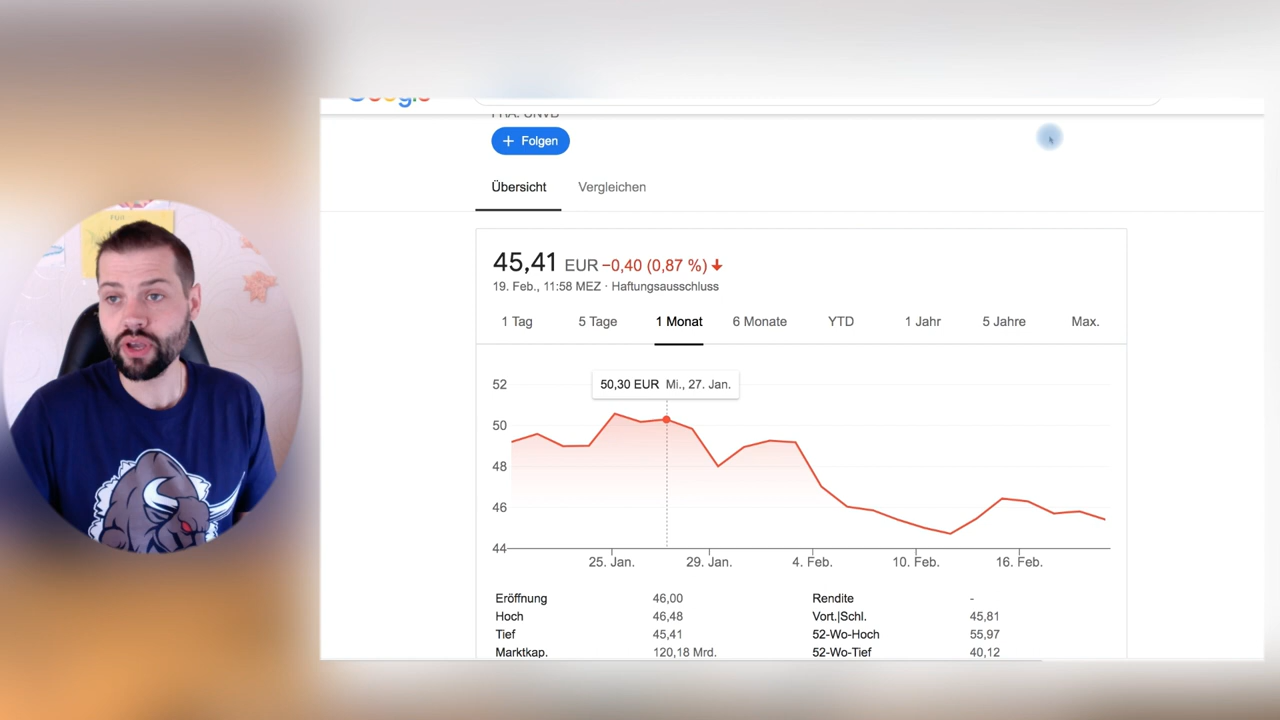 Google
FRA: UNVB
+ Folgen
Übersicht
Vergleichen
45,41 EUR −0,40 (0,87 %)
19. Feb., 11:58 MEZ · Haftungsausschluss
1 Tag
5 Tage
1 Monat
6 Monate
YTD
1 Jahr
5 Jahre
Max.
50,30 EUR Mi., 27. Jan.
52
50
48
46
44
25. Jan.
29. Jan.
4. Feb.
10. Feb.
16. Feb.
Eröffnung 46,00
Hoch 46,48
Tief 45,41
Marktkap. 120,18 Mrd.
Rendite -
Vort.|Schl. 45,81
52-Wo-Hoch 55,97
52-Wo-Tief 40,12